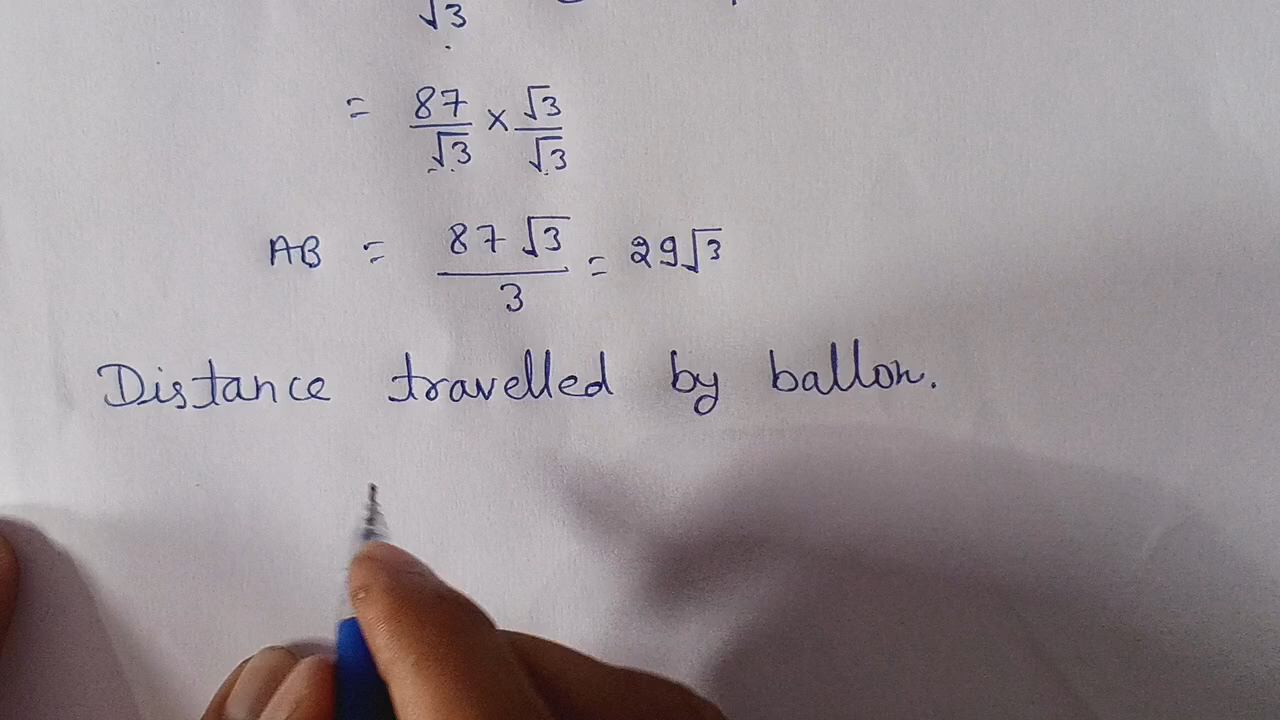 √3
= 87/√3 × √3/√3
AB = 87√3/3 = 29√3
Distance travelled by ballon.